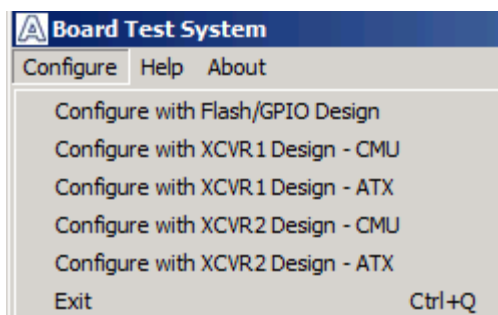 Board Test System
Configure Help About
Configure with Flash/GPIO Design
Configure with XCVR1 Design - CMU
Configure with XCVR1 Design - ATX
Configure with XCVR2 Design - CMU
Configure with XCVR2 Design - ATX
Exit Ctrl+Q